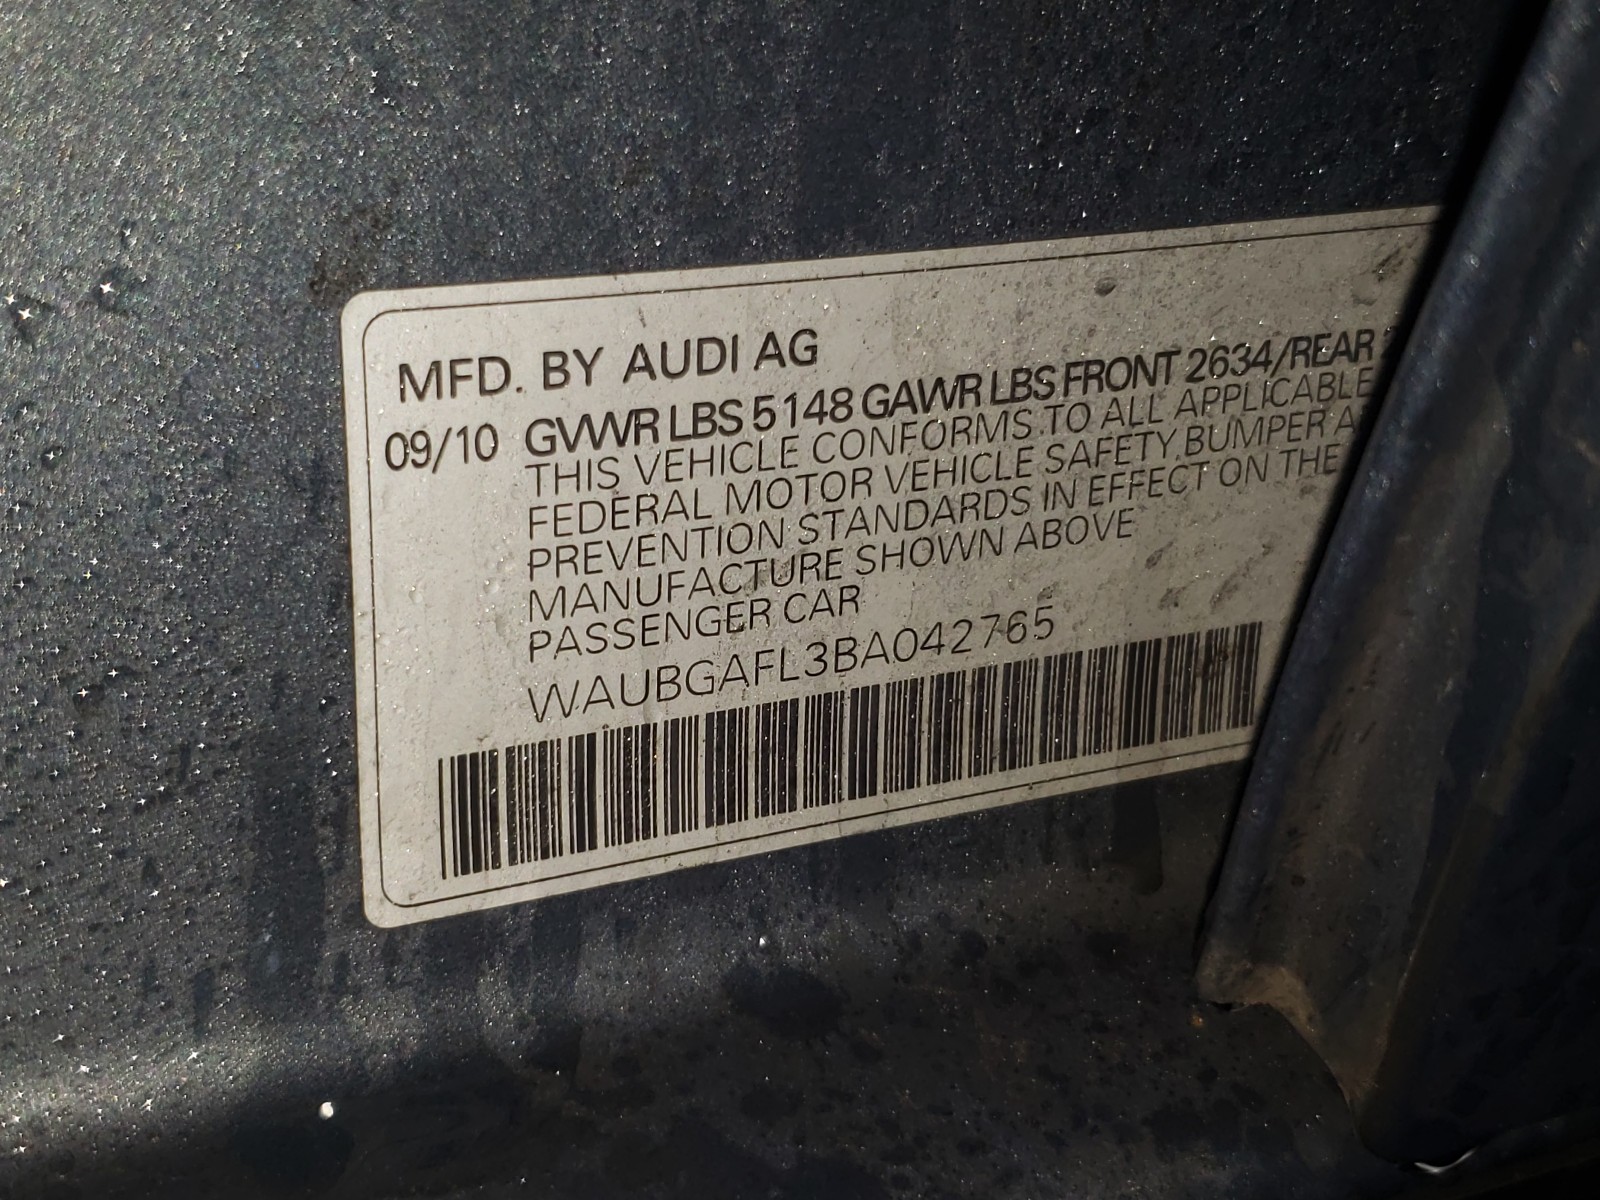 MFD. BY AUDI AG
09/10 GVWR LBS 5148 GAWR LBS FRONT 2634/REAR
THIS VEHICLE CONFORMS TO ALL APPLICABLE
FEDERAL MOTOR VEHICLE SAFETY, BUMPER
PREVENTION STANDARDS IN EFFECT ON THE
MANUFACTURE SHOWN ABOVE
PASSENGER CAR
WAUBGAFL3BA042765